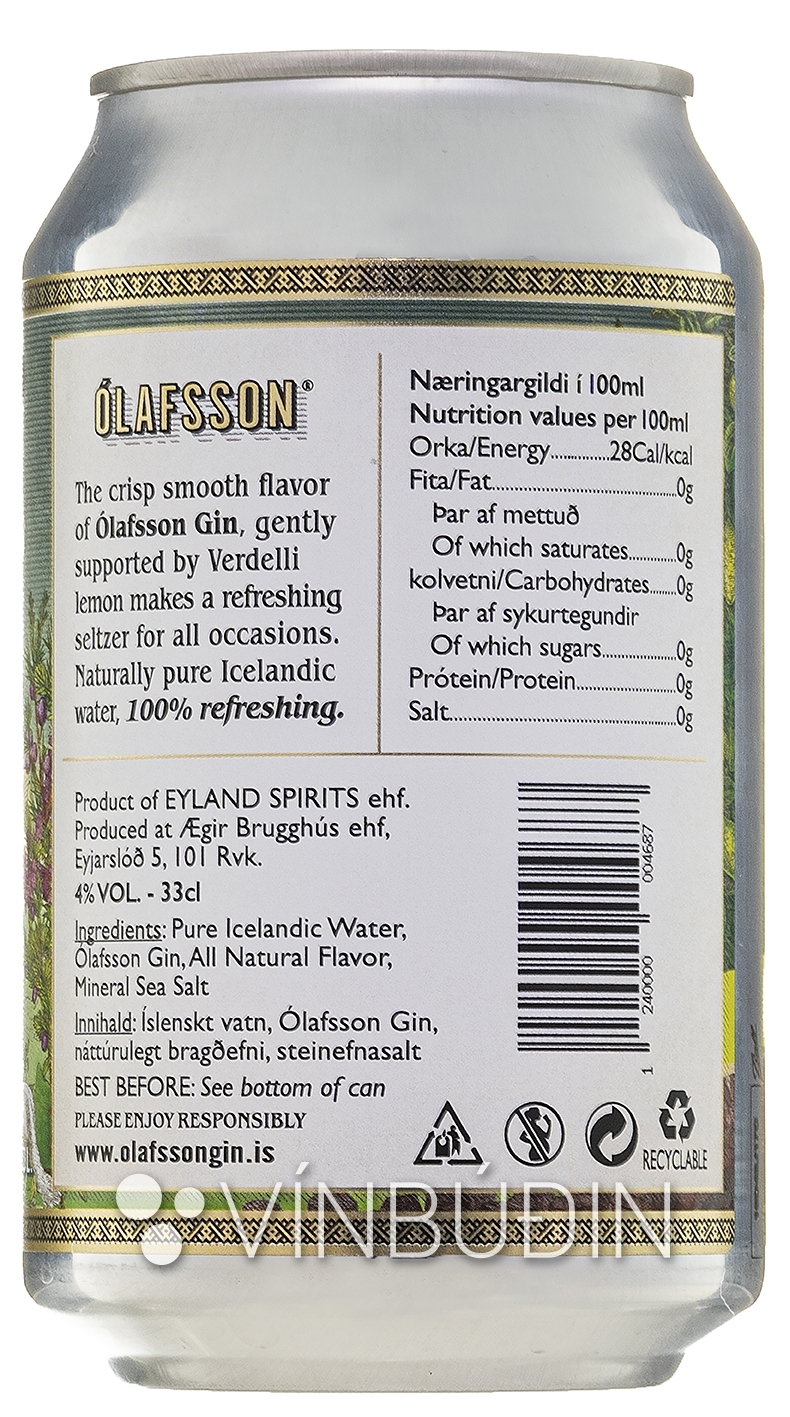 ÓLAFSSON®
The crisp smooth flavor
of Ólafsson Gin, gently
supported by Verdelli
lemon makes a refreshing
seltzer for all occasions.
Naturally pure Icelandic
water, 100% refreshing.
Næringargildi í 100ml
Nutrition values per 100ml
Orka/Energy.............28Cal/kcal
Fita/Fat..........................................0g
Þar af mettuð
Of which saturates...........0g
kolvetni/Carbohydrates......0g
Þar af sykurtegundir
Of which sugars.................0g
Prótein/Protein.......................0g
Salt...................................................0g
Product of EYLAND SPIRITS ehf.
Produced at Ægir Brugghús ehf,
Eyjarslóð 5, 101 Rvk.
4% VOL. - 33cl
Ingredients: Pure Icelandic Water,
Ólafsson Gin, All Natural Flavor,
Mineral Sea Salt
Innihald: Íslenskt vatn, Ólafsson Gin,
náttúrulegt bragðefni, steinefnasalt
BEST BEFORE: See bottom of can
PLEASE ENJOY RESPONSIBLY
www.olafssongin.is
1 240000 004687
RECYCLABLE
VÍNBÚÐIN